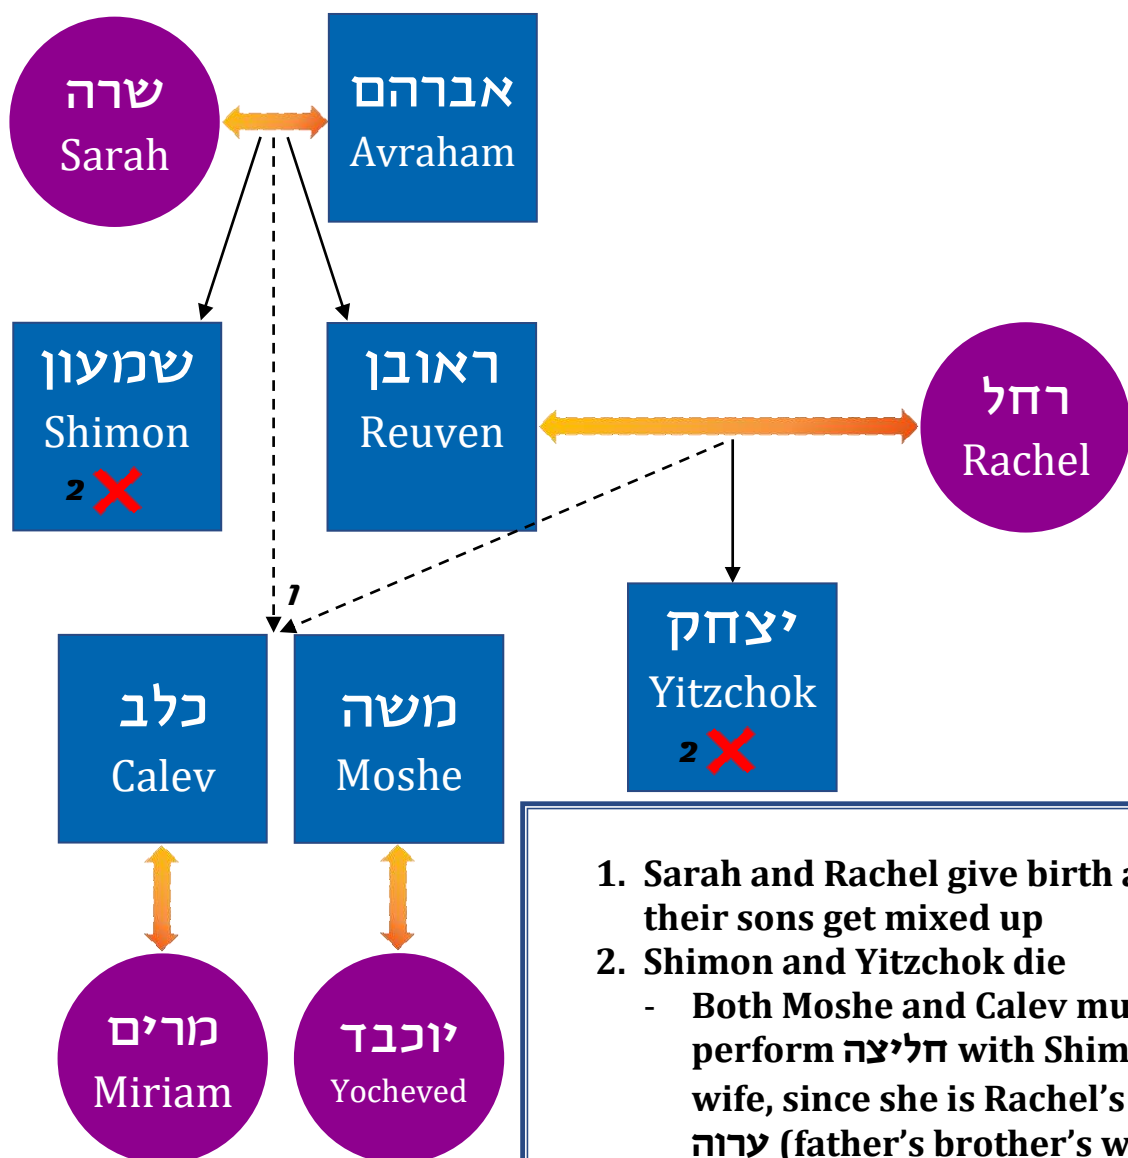 שרה
Sarah
אברהם
Avraham
שמעון
Shimon
2
ראובן
Reuven
רחל
Rachel
1
יצחק
Yitzchok
2
כלב
Calev
משה
Moshe
מרים
Miriam
יוכבד
Yocheved
1. Sarah and Rachel give birth
their sons get mixed up
2. Shimon and Yitzchok die
- Both Moshe and Calev
perform חליצה with
wife, since she is Rachel's
ערוה (father's brother's